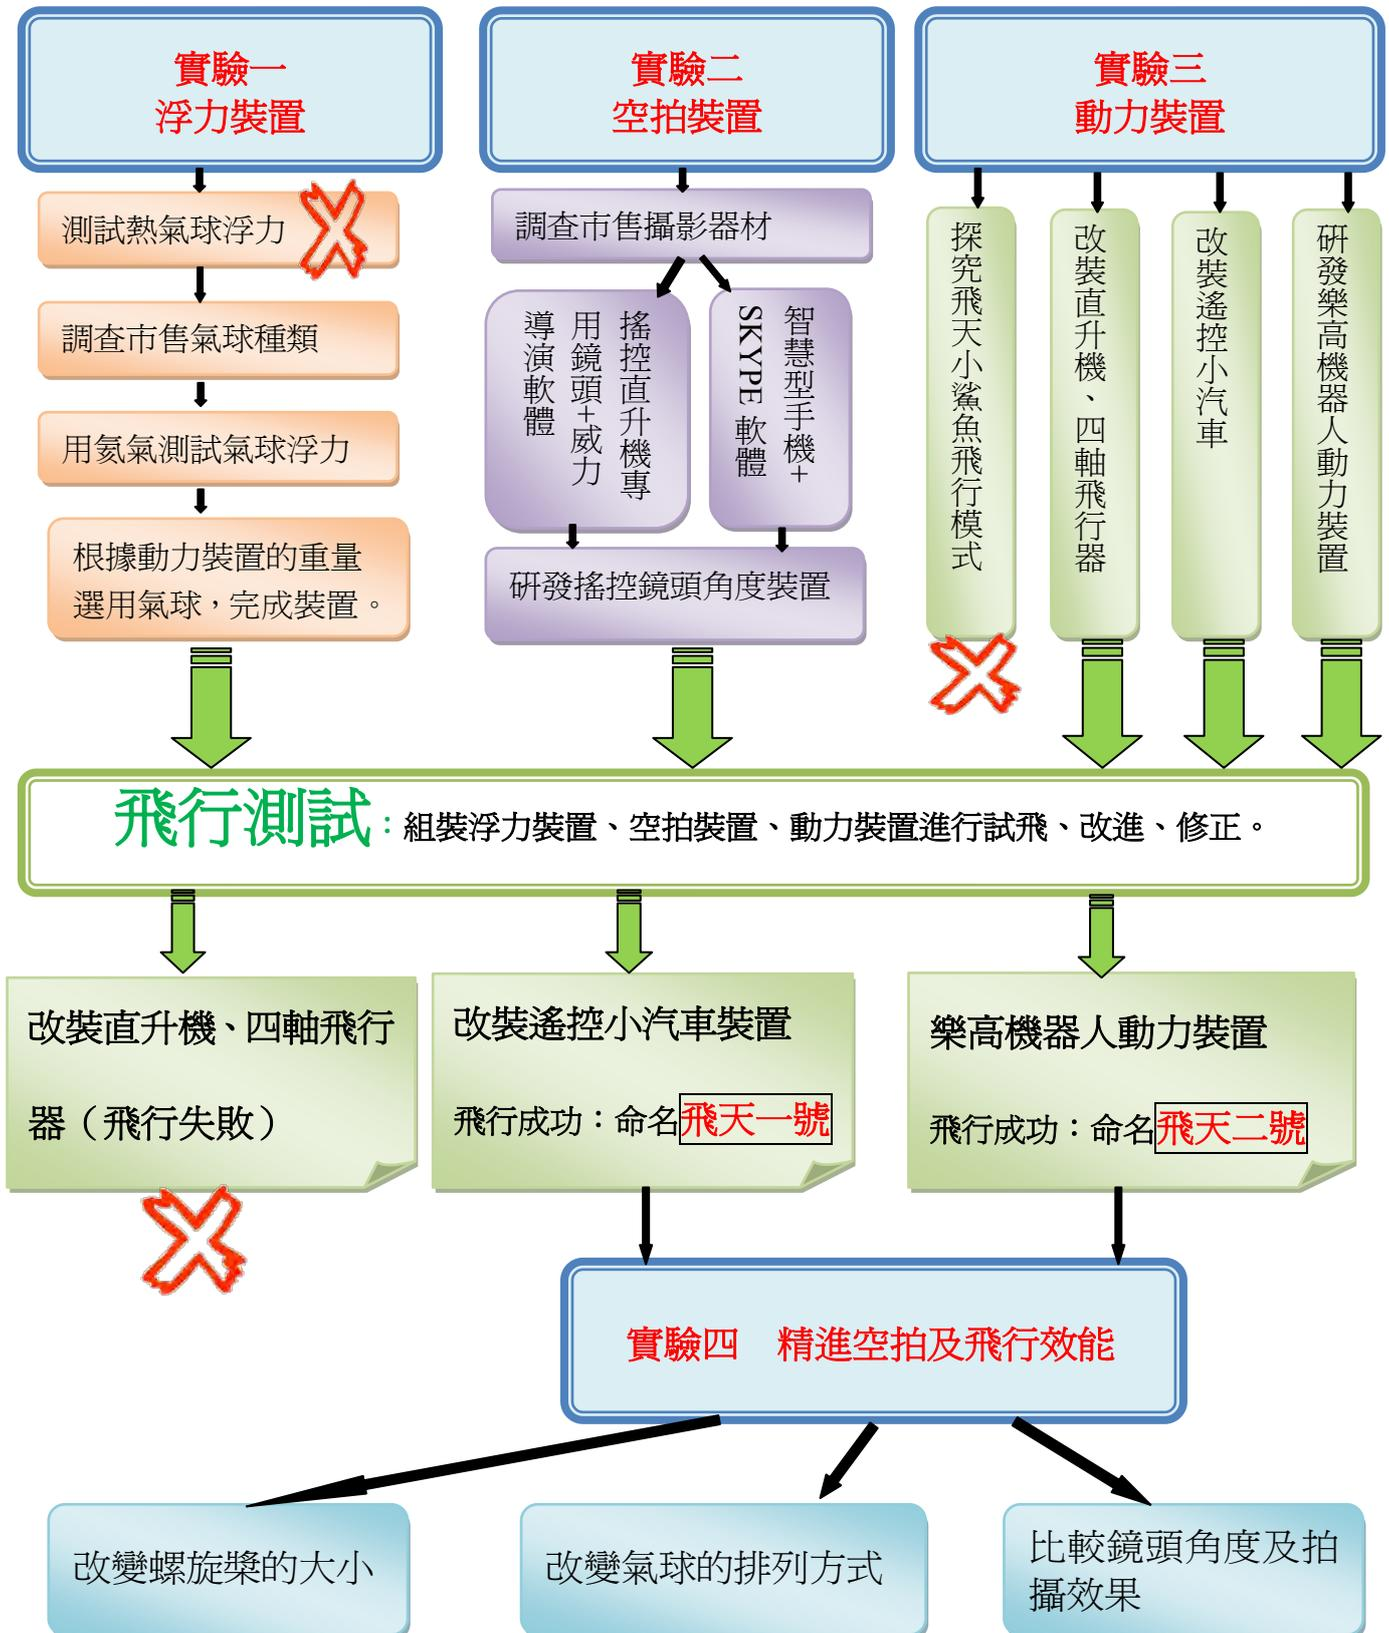 實驗一
浮力裝置
實驗二
空拍裝置
實驗三
動力裝置
測試熱氣球浮力
調查市售氣球種類
用氦氣測試氣球浮力
根據動力裝置的重量
選用氣球，完成裝置。
調查市售攝影器材
搖控直升機專
用鏡頭+威力
導演軟體
智慧型手機+
SKYPE 軟體
研發搖控鏡頭角度裝置
探究飛天小鯊魚飛行模式
改裝直升機、四軸飛行器
改裝遙控小汽車
研發樂高機器人動力裝置
飛行測試：組裝浮力裝置、空拍裝置、動力裝置進行試飛、改進、修正。
改裝直升機、四軸飛行
器（飛行失敗）
改裝遙控小汽車裝置
飛行成功：命名飛天一號
樂高機器人動力裝置
飛行成功：命名飛天二號
實驗四　精進空拍及飛行效能
改變螺旋槳的大小
改變氣球的排列方式
比較鏡頭角度及拍
攝效果